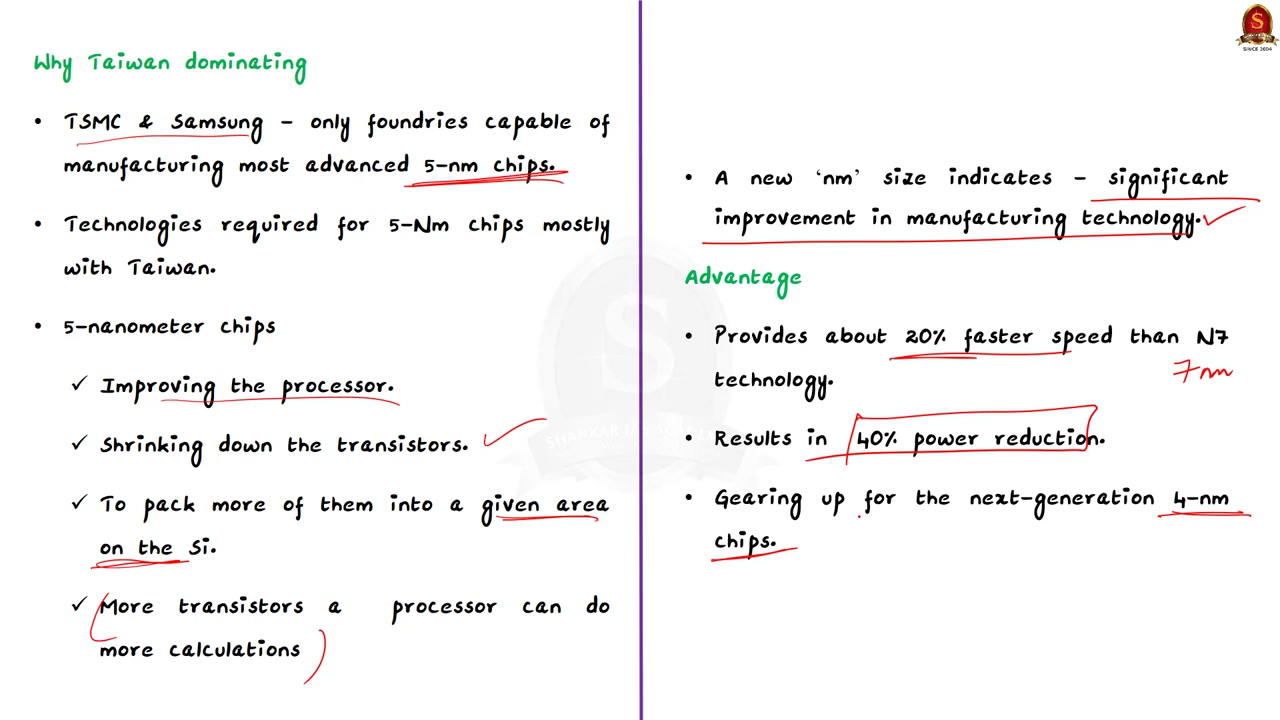 Why Taiwan dominating
• TSMC & Samsung – only foundries capable of
manufacturing most advanced 5-nm chips.
• Technologies required for 5-Nm chips mostly
with Taiwan.
• 5-nanometer chips
✓ Improving the processor.
✓ Shrinking down the transistors.
✓ To pack more of them into a given area
on the Si.
✓ More transistors a processor can do
more calculations
S
SINCE 2004
• A new ‘nm’ size indicates – significant
improvement in manufacturing technology.
Advantage
• Provides about 20% faster speed than N7
technology.
7nm
• Results in 40% power reduction.
• Gearing up for the next-generation 4-nm
chips.
S